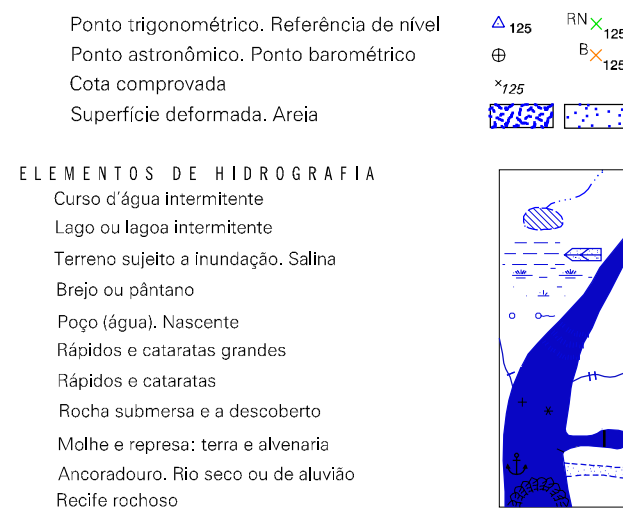 Ponto trigonométrico. Referência de nível 125 RN 125
Ponto astronômico. Ponto barométrico B 125
Cota comprovada 125
Superfície deformada. Areia
ELEMENTOS DE HIDROGRAFIA
Curso d'água intermitente
Lago ou lagoa intermitente
Terreno sujeito a inundação. Salina
Brejo ou pântano
Poço (água). Nascente
Rápidos e cataratas grandes
Rápidos e cataratas
Rocha submersa e a descoberto
Molhe e represa: terra e alvenaria
Ancoradouro. Rio seco ou de aluvião
Recife rochoso